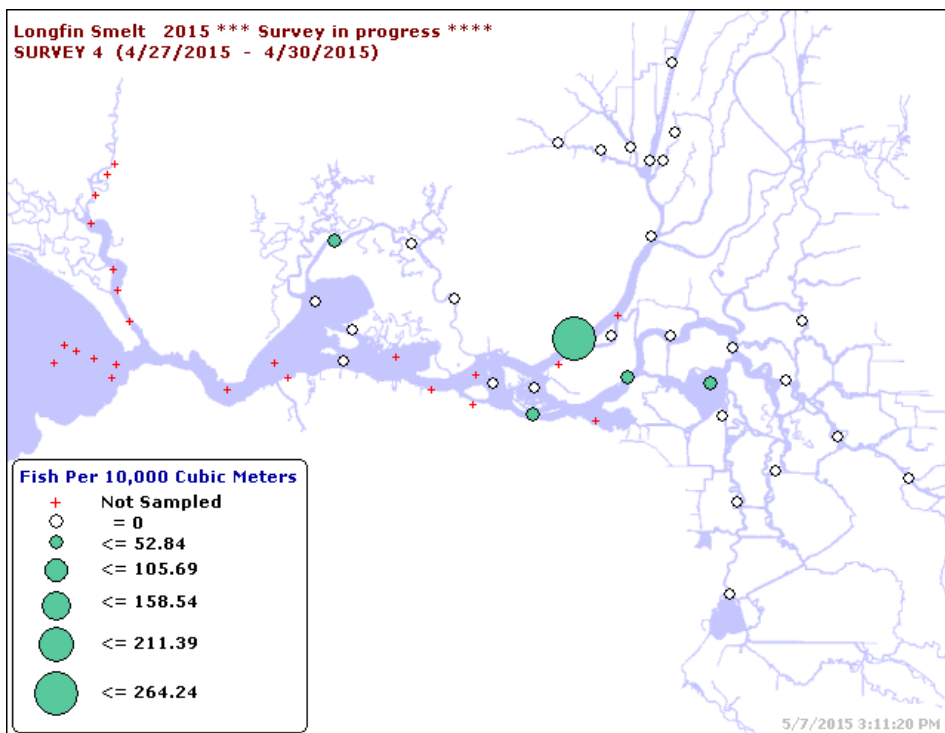 Longfin Smelt 2015 *** Survey in progress ****
SURVEY 4 (4/27/2015 - 4/30/2015)
Fish Per 10,000 Cubic Meters
Not Sampled
= 0
<= 52.84
<= 105.69
<= 158.54
<= 211.39
<= 264.24
5/7/2015 3:11:20 PM